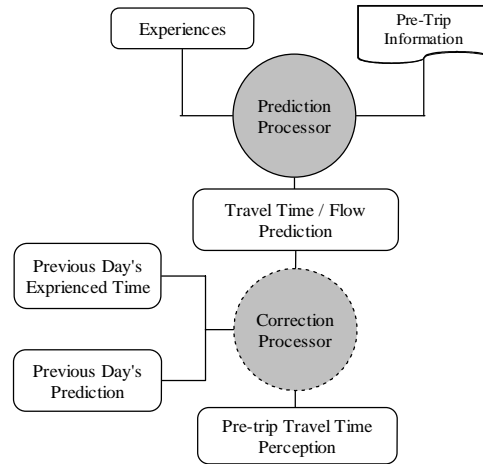 Experiences
Pre-Trip
Information
Prediction
Processor
Travel Time / Flow
Prediction
Previous Day's
Exprienced Time
Correction
Processor
Previous Day's
Prediction
Pre-trip Travel Time
Perception